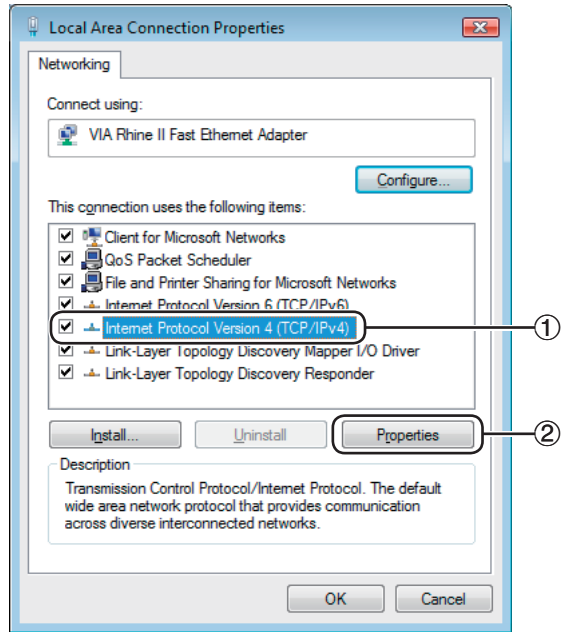 Local Area Connection Properties
Networking
Connect using:
VIA Rhine II Fast Ethernet Adapter
Configure...
This connection uses the following items:
Client for Microsoft Networks
QoS Packet Scheduler
File and Printer Sharing for Microsoft Networks
Internet Protocol Version 6 (TCP/IPv6)
Internet Protocol Version 4 (TCP/IPv4)
①
Link-Layer Topology Discovery Mapper I/O Driver
Link-Layer Topology Discovery Responder
Install...
Uninstall
Properties
②
Description
Transmission Control Protocol/Internet Protocol. The default
wide area network protocol that provides communication
across diverse interconnected networks.
OK
Cancel